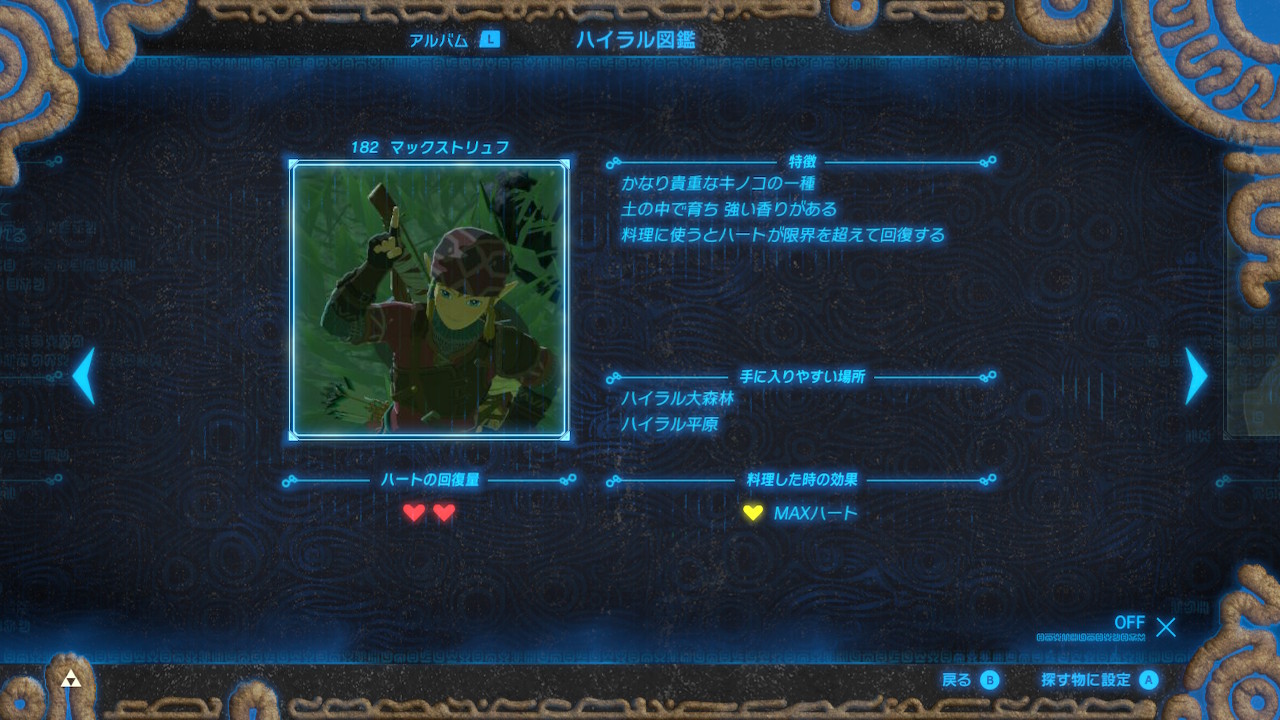 アルバム L
ハイラル図鑑
182 マックストリュフ
特徴
かなり貴重なキノコの一種
土の中で育ち 強い香りがある
料理に使うとハートが限界を超えて回復する
手に入りやすい場所
ハイラル大森林
ハイラル平原
ハートの回復量
料理した時の効果
MAXハート
OFF
戻る B
探す物に設定 A